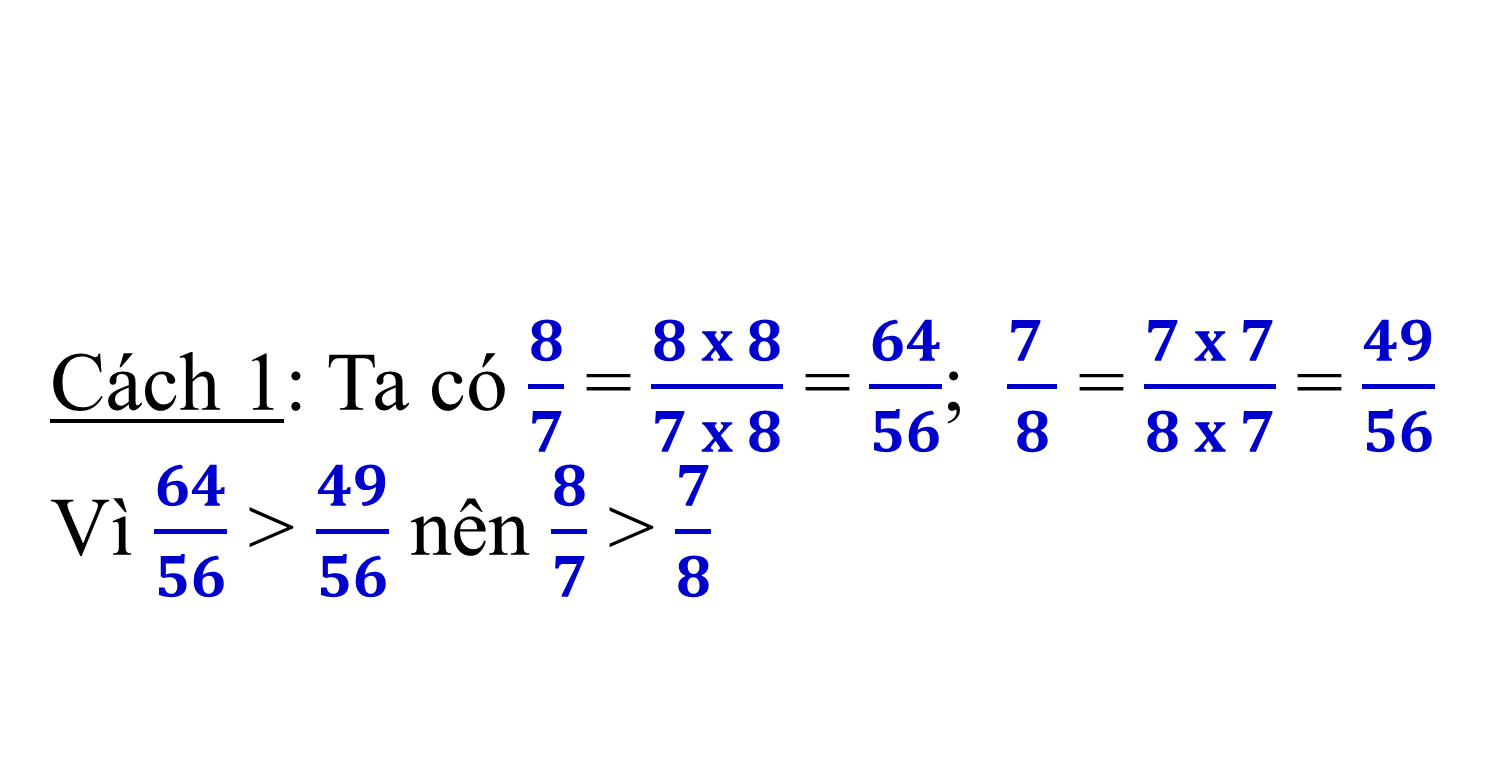 Cách 1: Ta có 8/7 = 8 x 8/7 x 8 = 64/56; 7/8 = 7 x 7/8 x 7 = 49/56
Vì 64/56 > 49/56 nên 8/7 > 7/8